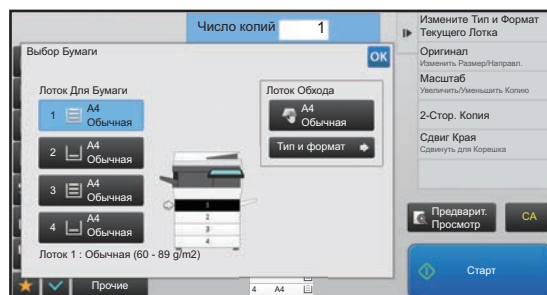 Число копий 1
Выбор Бумаги
OK
Лоток Для Бумаги
1 A4
Обычная
2 A4
Обычная
3 A4
Обычная
4 A4
Обычная
Лоток Обхода
A4
Обычная
Тип и формат
1
2
3
4
Лоток 1 : Обычная (60 - 89 g/m2)
Прочие
4 A4
Измените Тип и Формат
Текущего Лотка
Оригинал
Изменить Размер/Направл.
Масштаб
Увеличить/Уменьшить Копию
2-Стор. Копия
Сдвиг Края
Сдвинуть для Корешка
Предварит.
Просмотр
CA
Старт